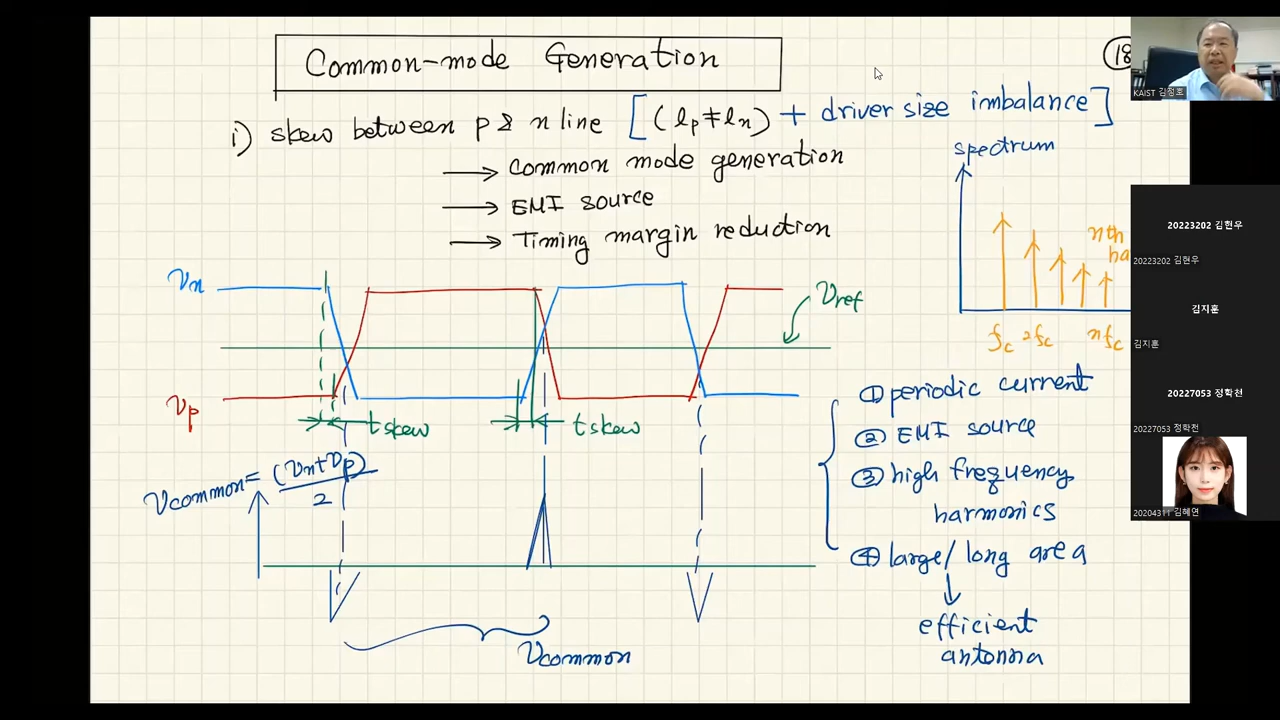 Common-mode Generation
18
i) skew between p & n line [(lp≠ln) + driver size imbalance]
→ Common mode generation
→ EMI source
→ Timing margin reduction
spectrum
nth
ha
fc 2fc nfc
Vn
Vref
Vp
tskew tskew
Vcommon = (Vn+Vp)
2
Vcommon
① periodic current
② EMI source
③ high frequency
harmonics
④ large/long area
efficient
antonna
KAIST 김정호
20223202 김현우
20223202 김현우
김지훈
김지훈
20227053 정학천
20227053 정학천
20204311 김혜연